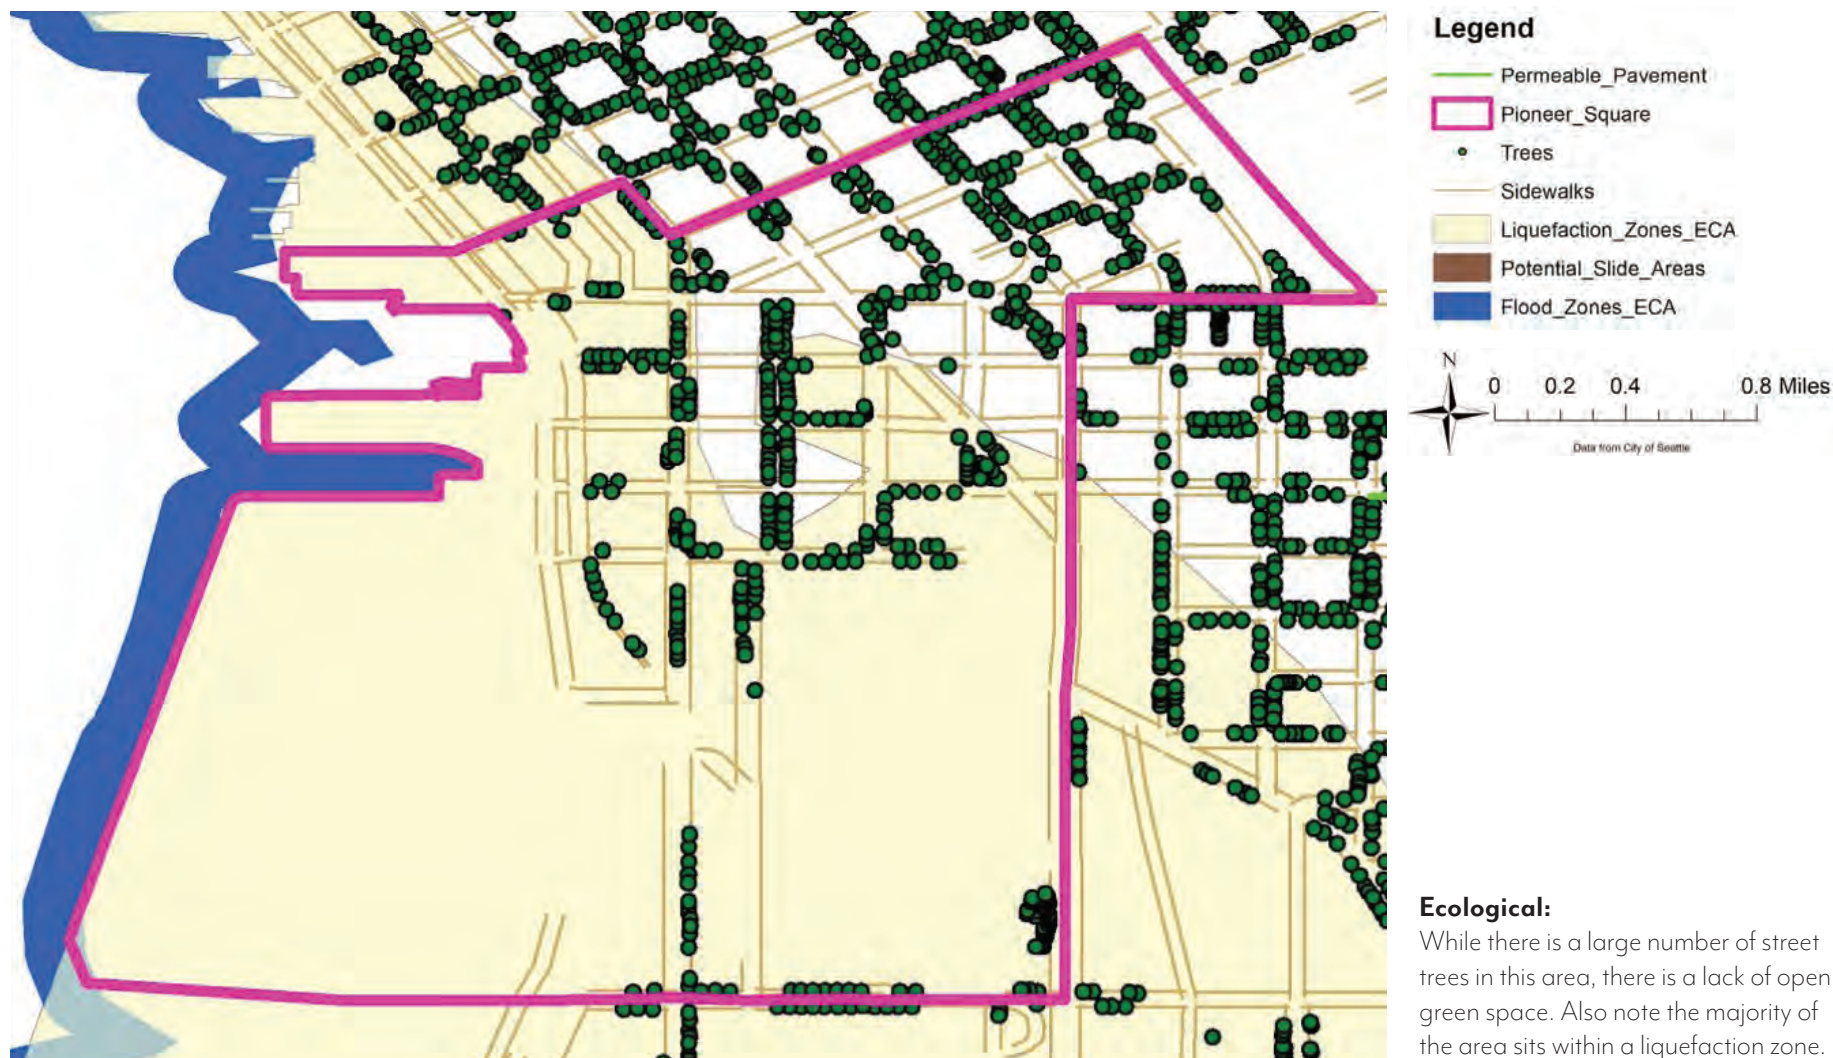 Legend
Permeable_Pavement
Pioneer_Square
Trees
Sidewalks
Liquefaction_Zones_ECA
Potential_Slide_Areas
Flood_Zones_ECA
N
0 0.2 0.4 0.8 Miles
Data from City of Seattle
Ecological:
While there is a large number of street
trees in this area, there is a lack of open
green space. Also note the majority of
the area sits within a liquefaction zone.